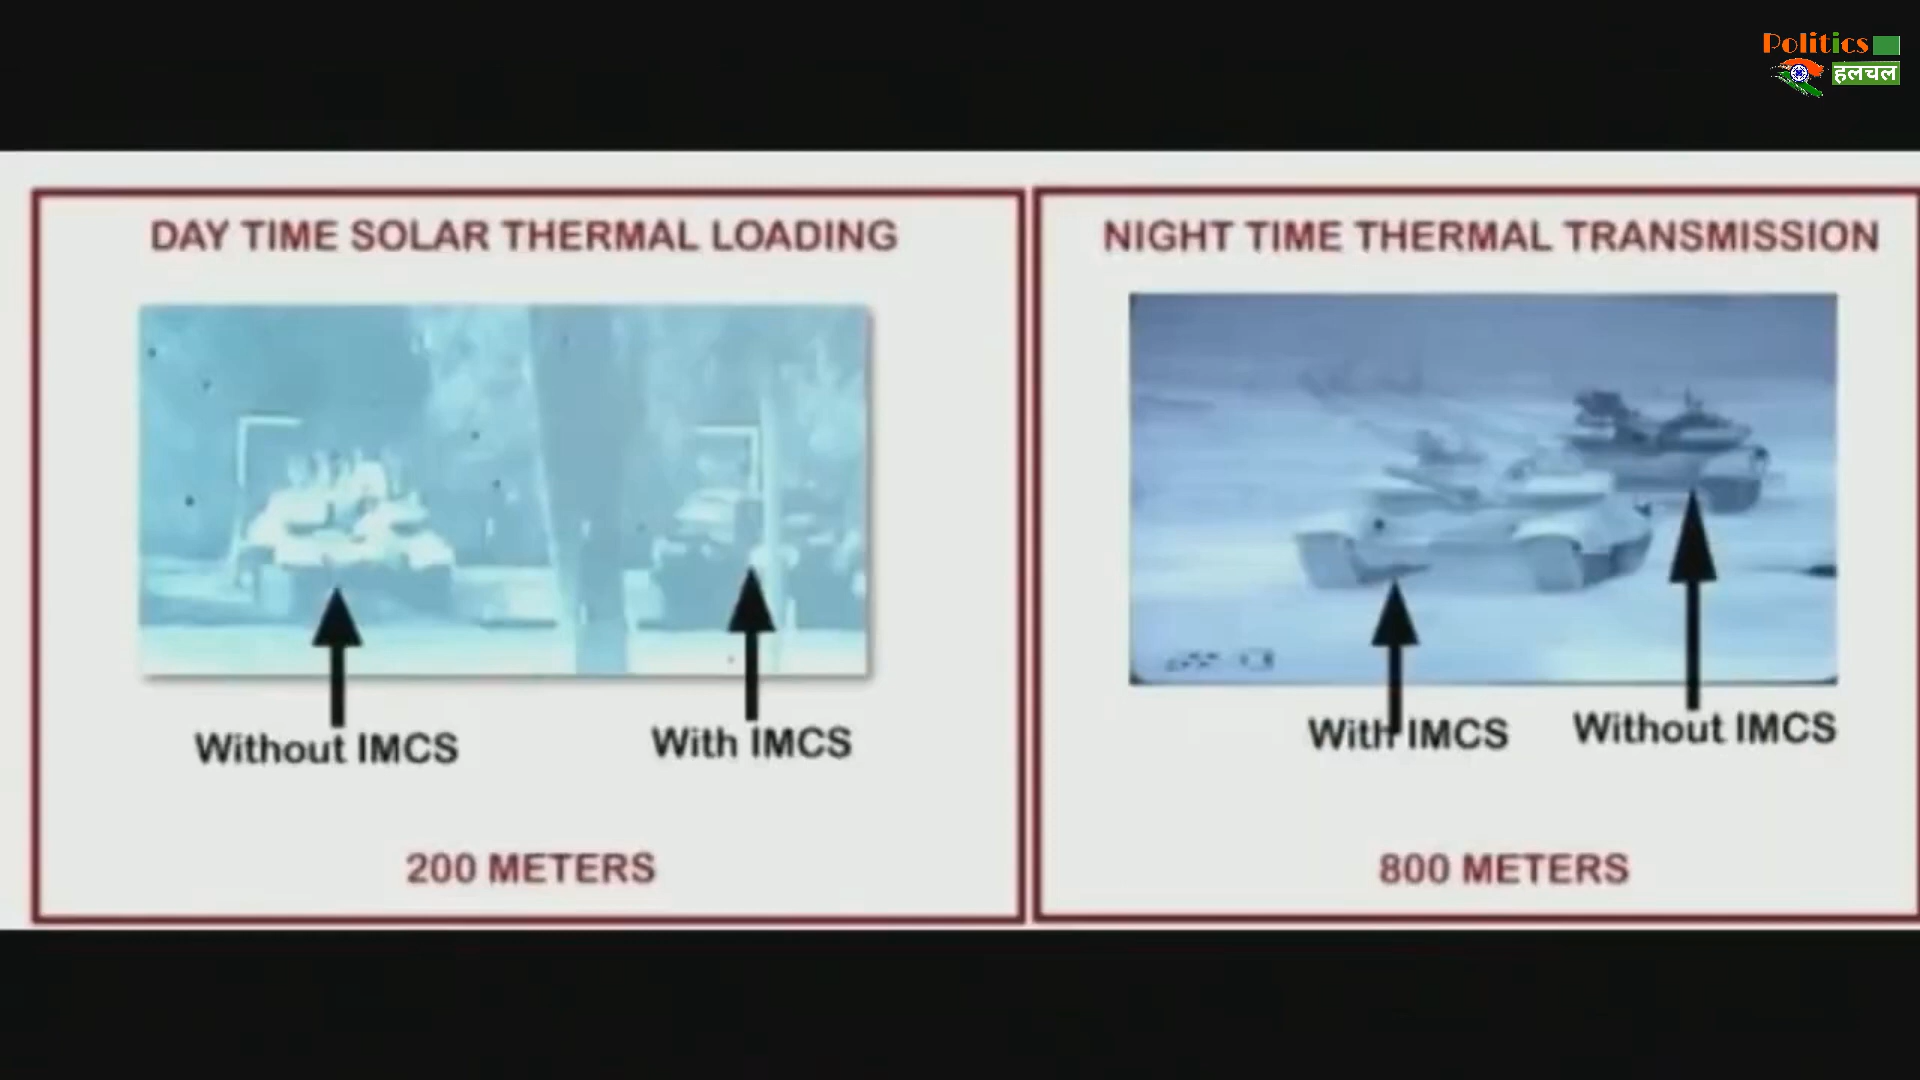 Politics
हलचल
DAY TIME SOLAR THERMAL LOADING
Without IMCS
With IMCS
200 METERS
NIGHT TIME THERMAL TRANSMISSION
With IMCS
Without IMCS
800 METERS